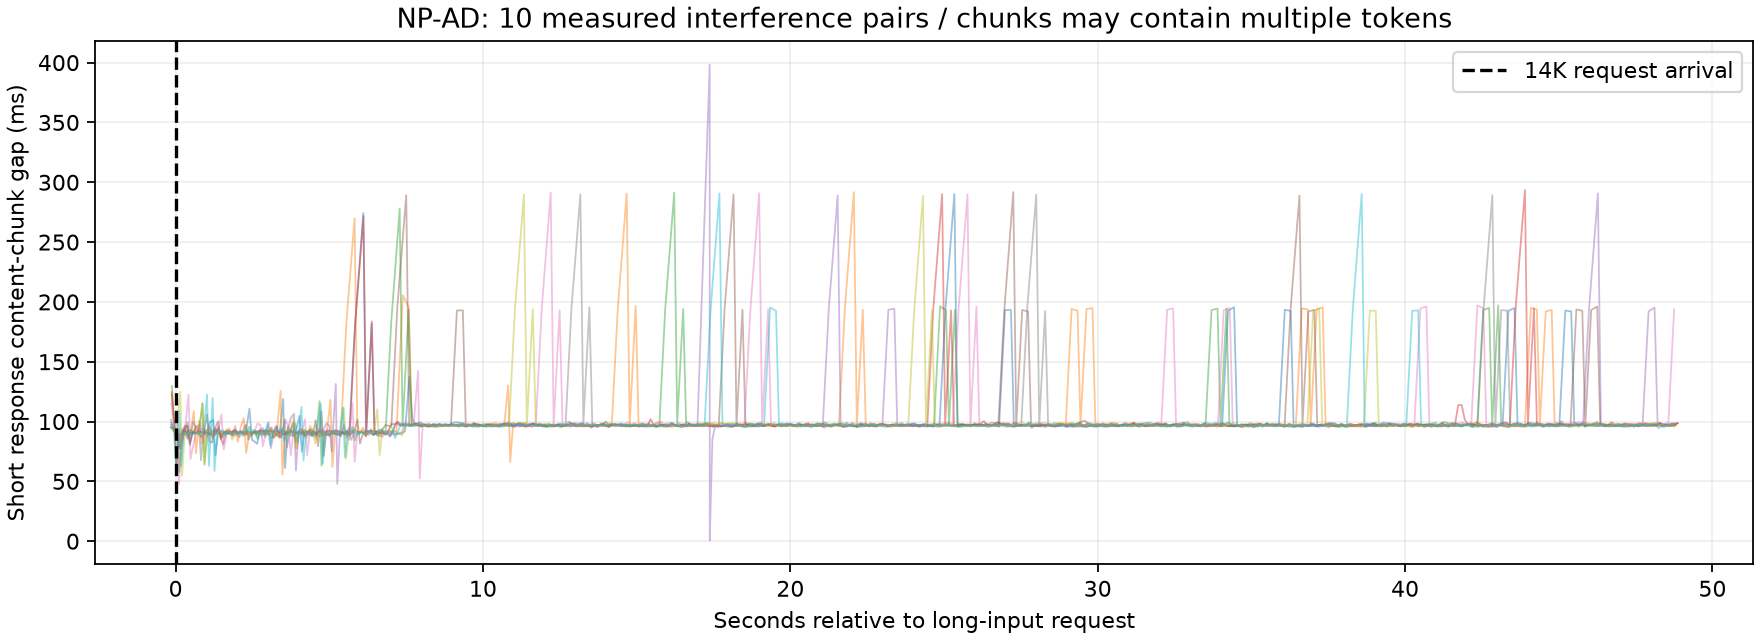 NP-AD: 10 measured interference pairs / chunks may contain multiple tokens
14K request arrival
Short response content-chunk gap (ms)
400
350
300
250
200
150
100
50
0
0 10 20 30 40 50
Seconds relative to long-input request